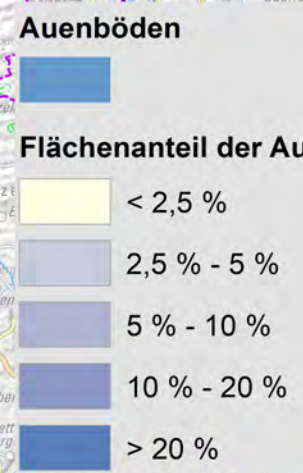 Auenböden
Flächenanteil der Au
< 2,5 %
2,5 % - 5 %
5 % - 10 %
10 % - 20 %
> 20 %